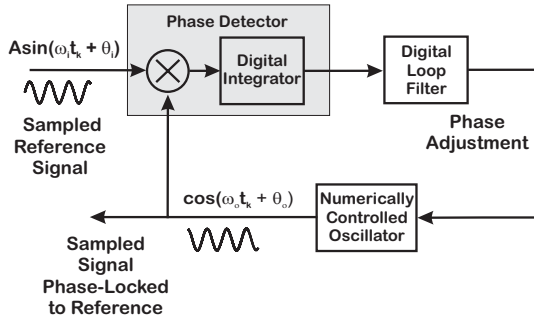 Phase Detector
Asin(ωᵢtₖ + θᵢ)
Digital
Integrator
Digital
Loop
Filter
Sampled
Reference
Signal
Phase
Adjustment
cos(ωₒtₖ + θₒ)
Numerically
Controlled
Oscillator
Sampled
Signal
Phase-Locked
to Reference